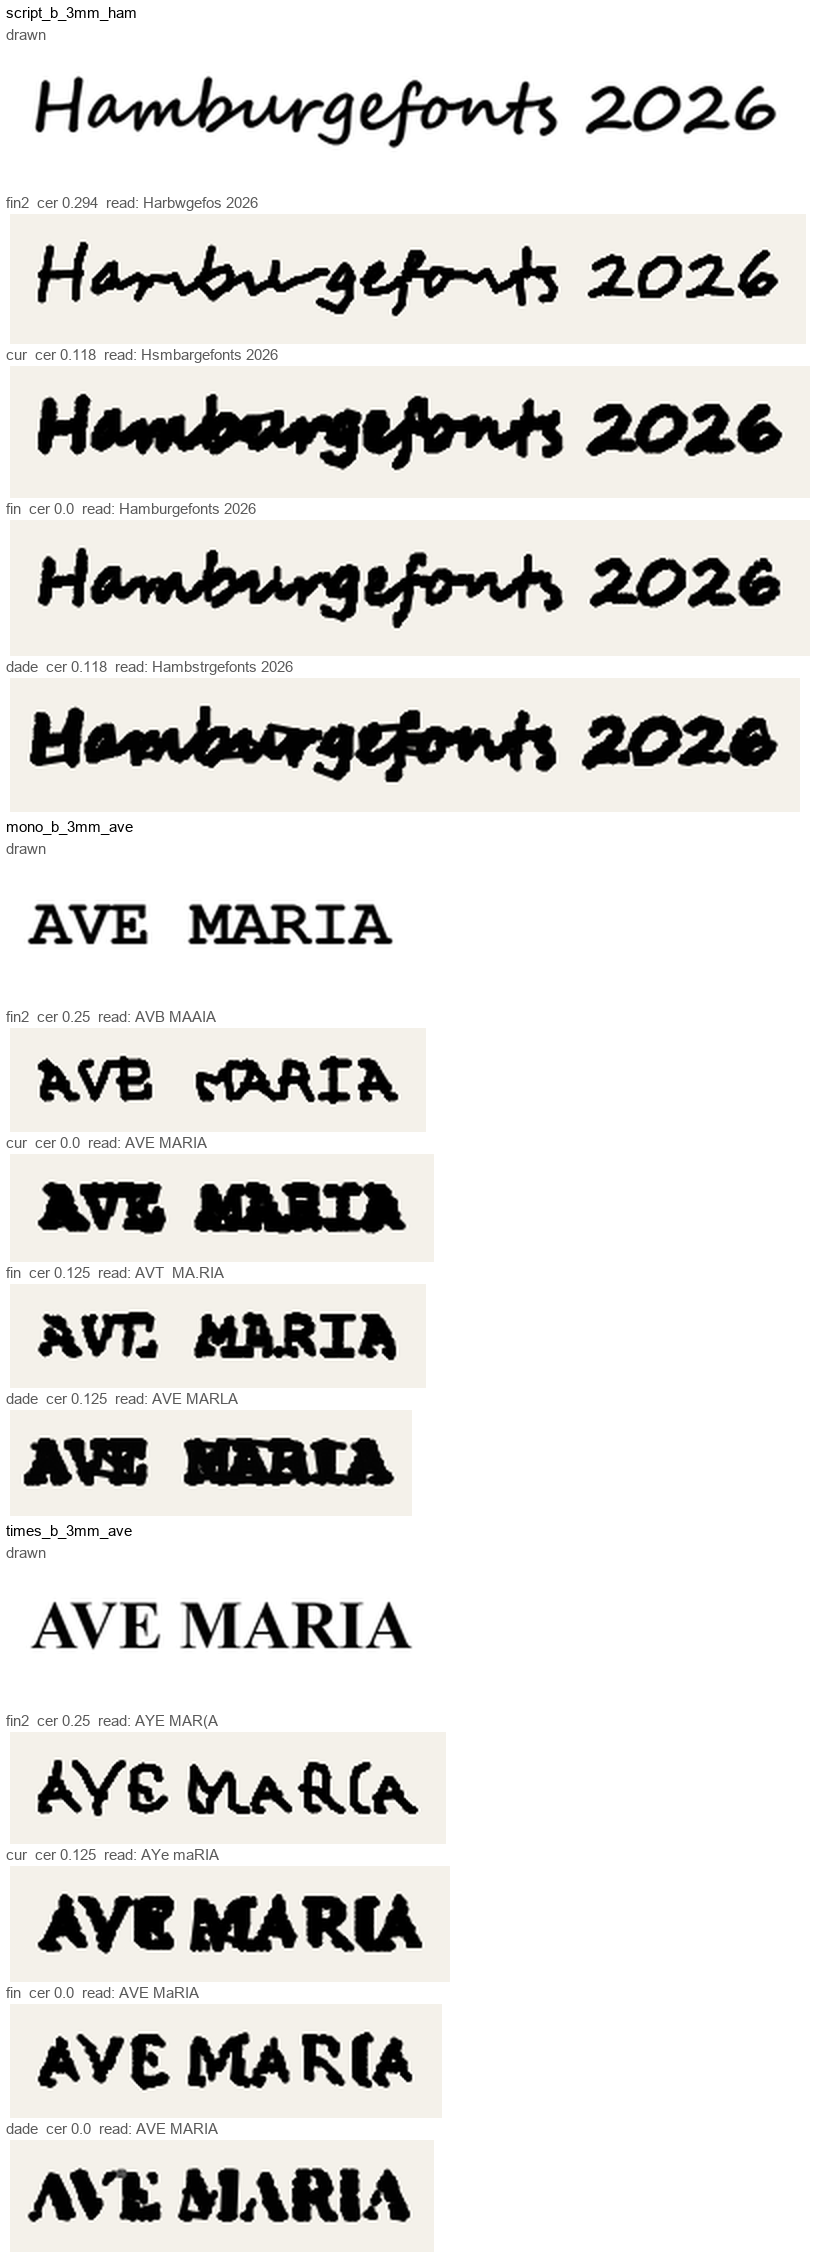 script_b_3mm_ham
drawn
Hamburgefonts 2026
fin2 cer 0.294 read: Harbwgefos 2026
Hamburgefonts 2026
cur cer 0.118 read: Hsmbargefonts 2026
Hamburgefonts 2026
fin cer 0.0 read: Hamburgefonts 2026
Hamburgefonts 2026
dade cer 0.118 read: Hambstrgefonts 2026
Hamburgefonts 2026
mono_b_3mm_ave
drawn
AVE MARIA
fin2 cer 0.25 read: AVB MAAIA
AVE MARIA
cur cer 0.0 read: AVE MARIA
AVE MARIA
fin cer 0.125 read: AVT MA.RIA
AVE MARIA
dade cer 0.125 read: AVE MARLA
AVE MARIA
times_b_3mm_ave
drawn
AVE MARIA
fin2 cer 0.25 read: AYE MAR(A
AVE MARIA
cur cer 0.125 read: AYe maRIA
AVE MARIA
fin cer 0.0 read: AVE MaRIA
AVE MARIA
dade cer 0.0 read: AVE MARIA
AVE MARIA